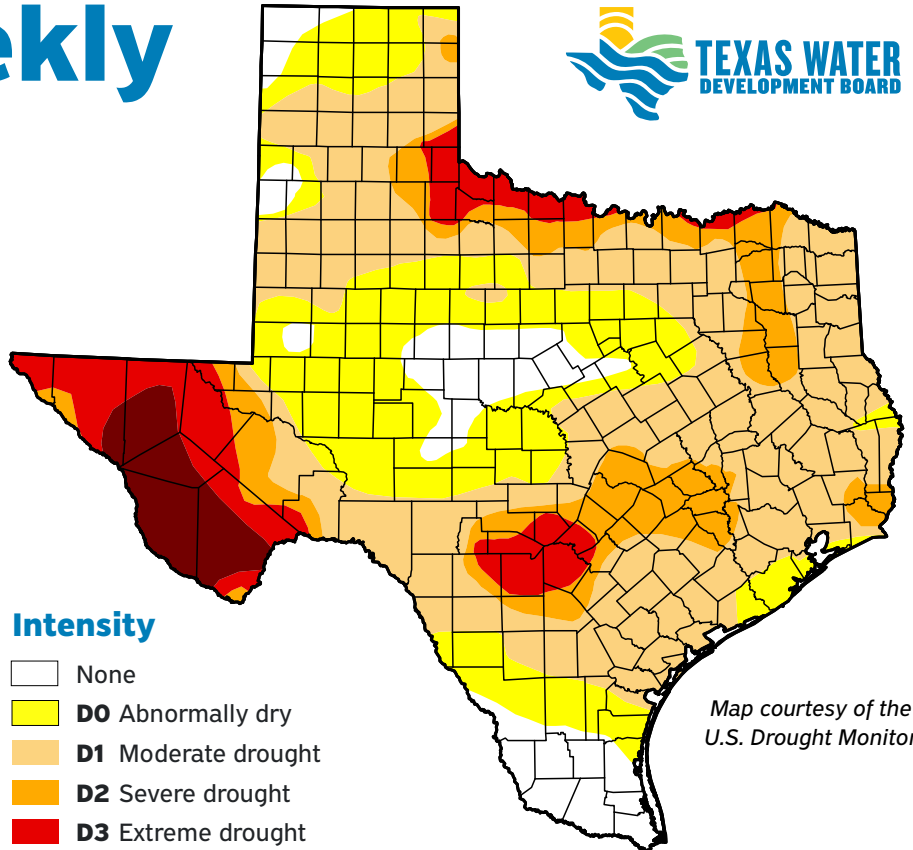 ekly
TEXAS WATER
DEVELOPMENT BOARD
Intensity
None
D0 Abnormally dry
D1 Moderate drought
D2 Severe drought
D3 Extreme drought
Map courtesy of the
U.S. Drought Monitor